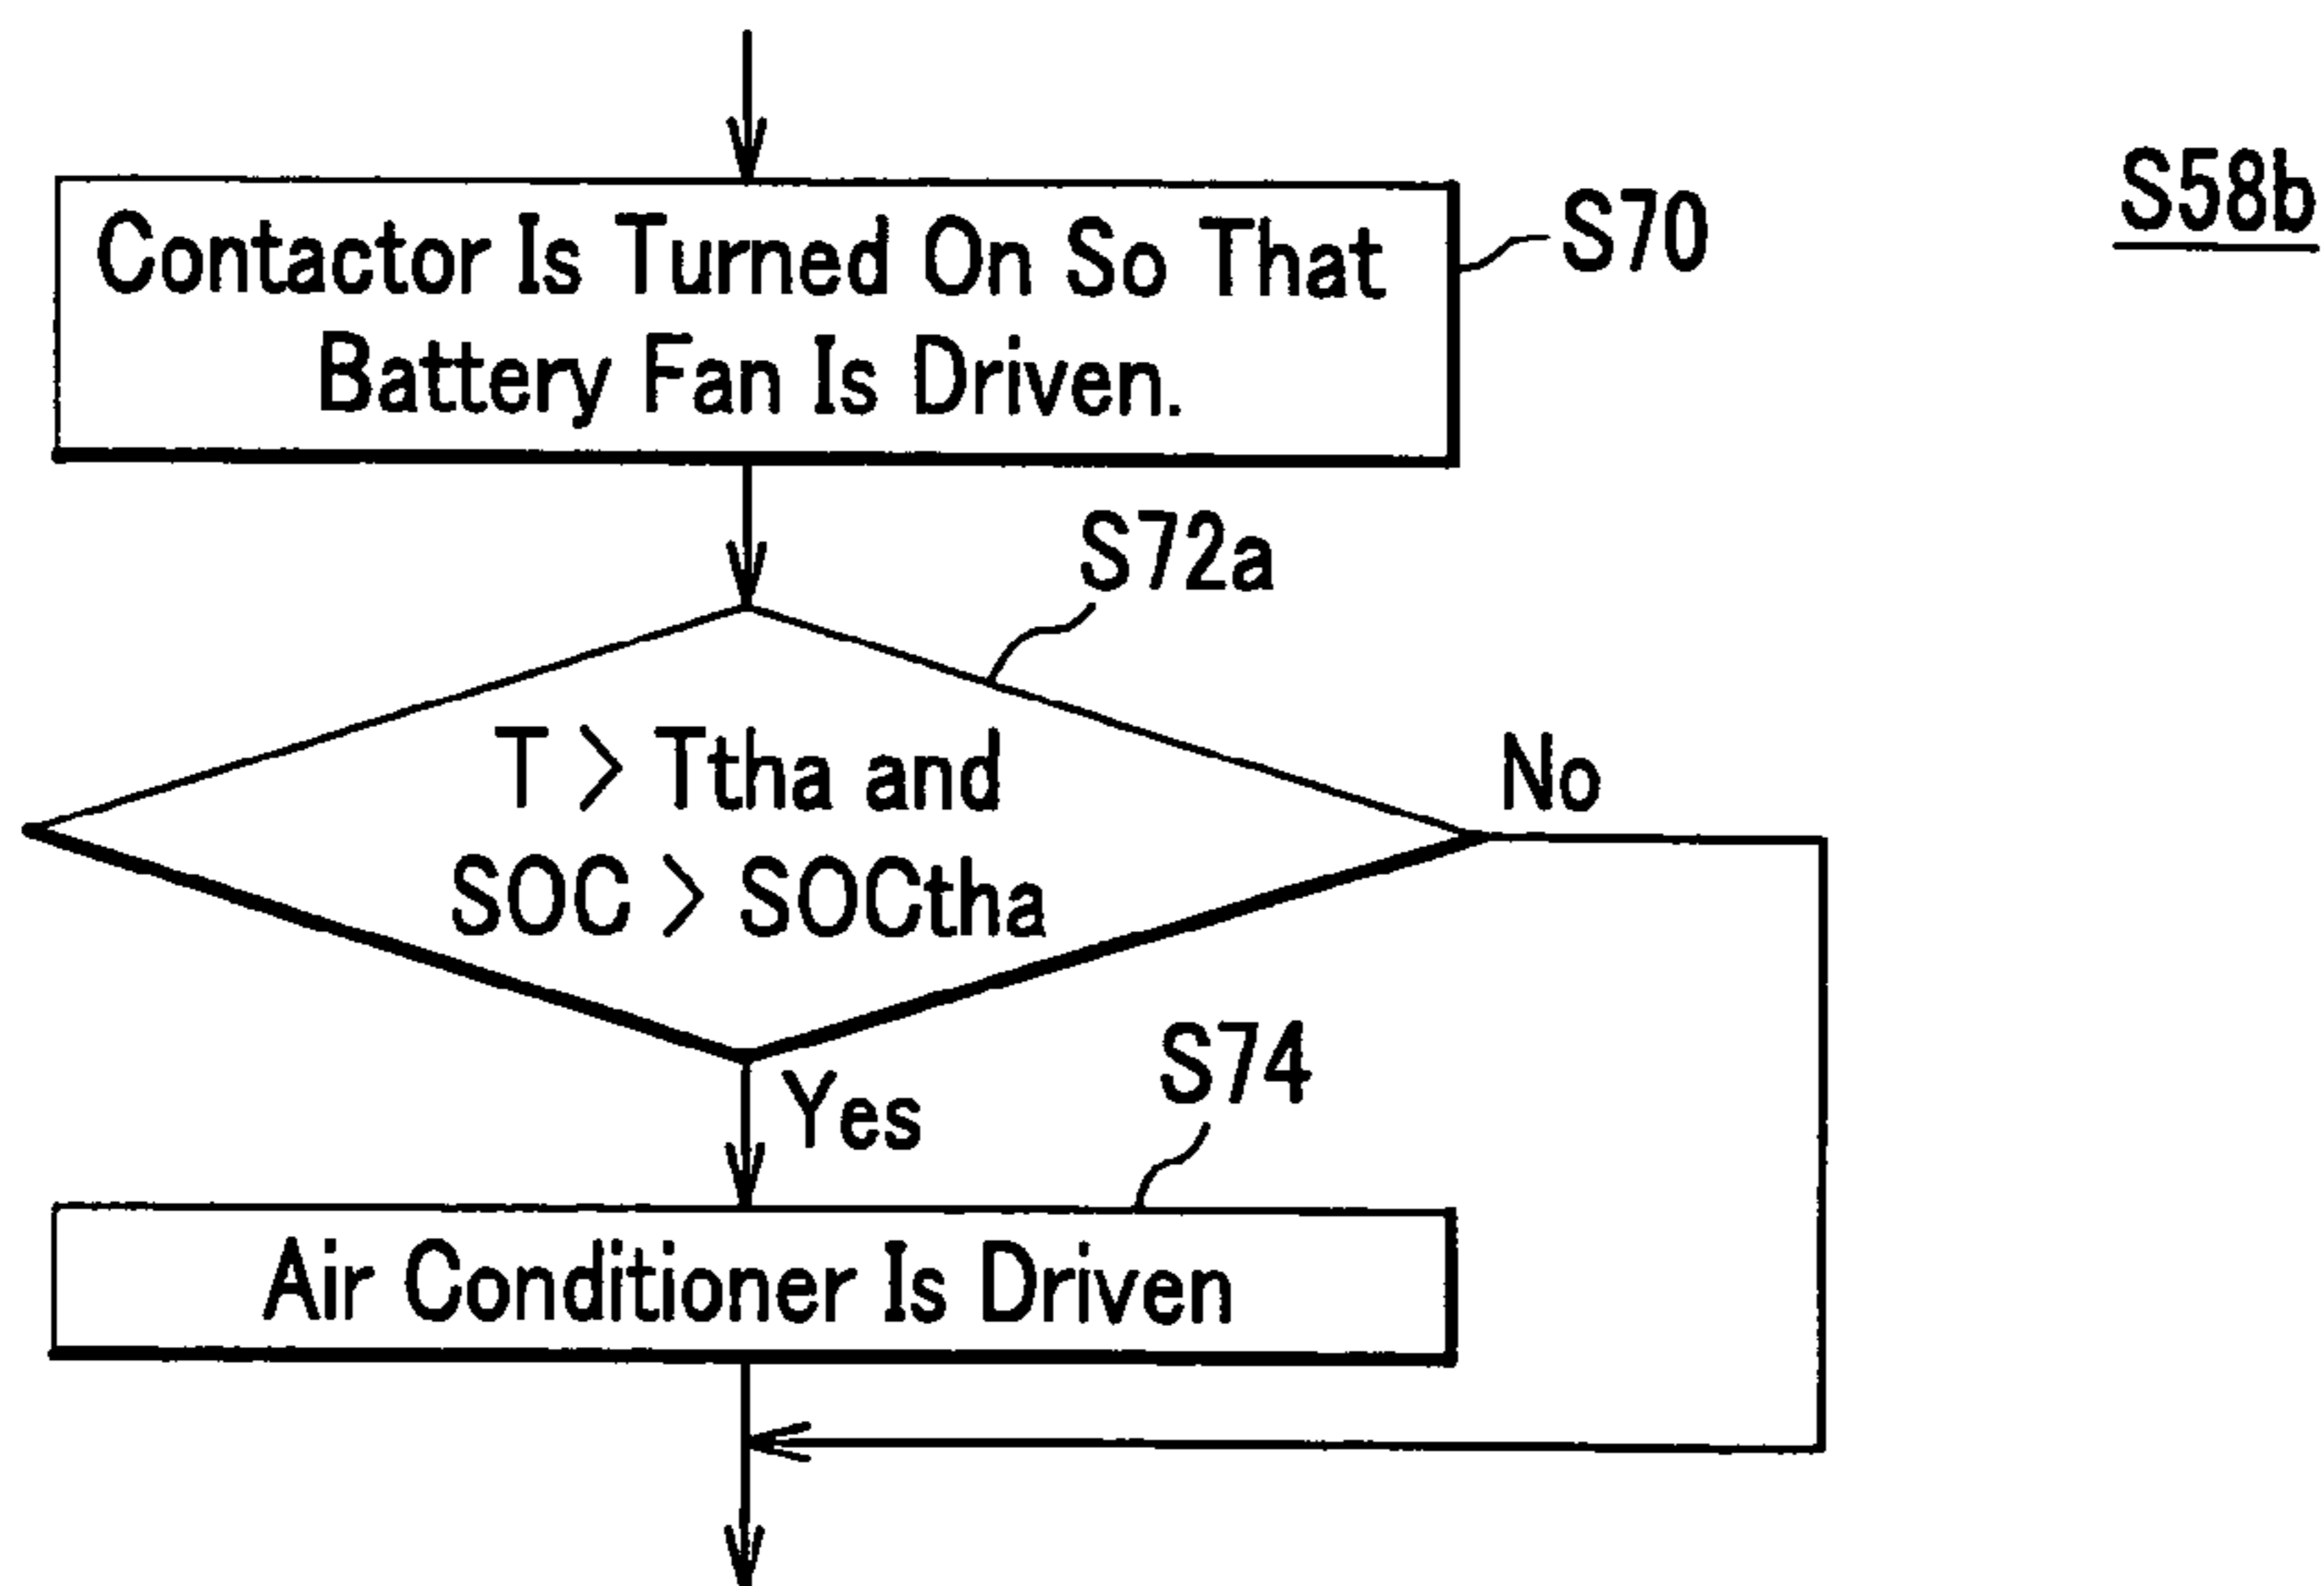 S58b
Contactor Is Turned On So That
Battery Fan Is Driven.
S70
S72a
T > Ttha and
SOC > SOCtha
No
Yes
S74
Air Conditioner Is Driven